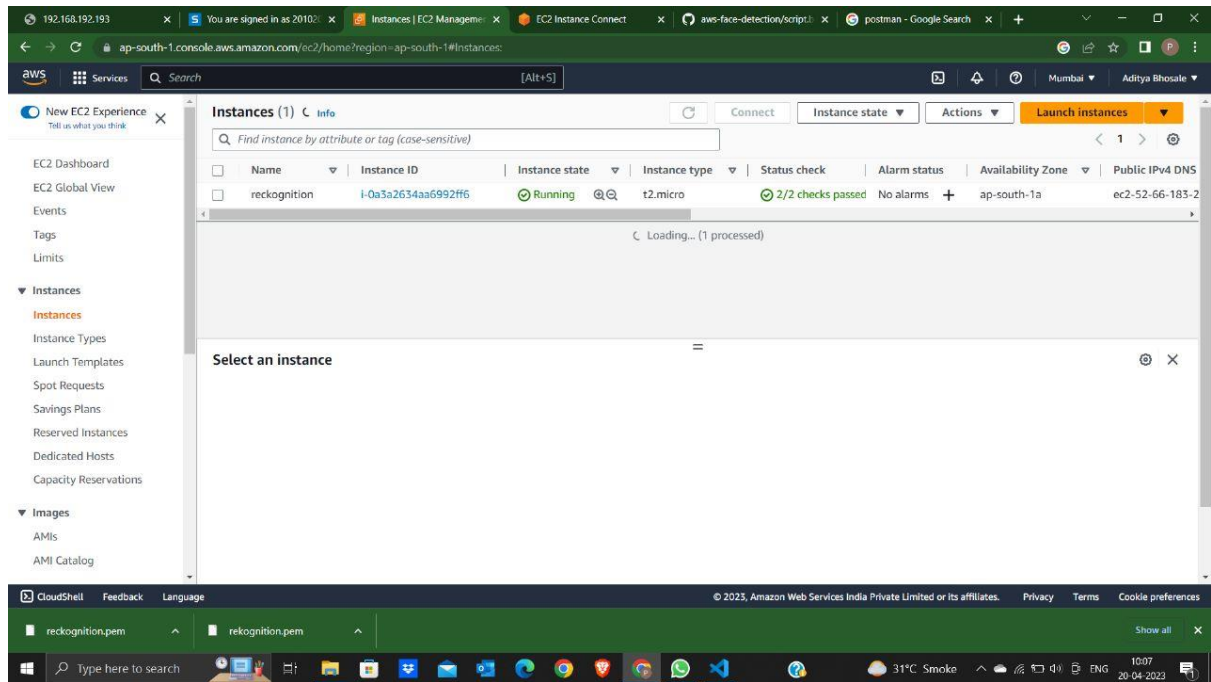 192.168.192.193
You are signed in as 20102
Instances | EC2 Manageme
EC2 Instance Connect
aws-face-detection/script.
postman - Google Search
ap-south-1.console.aws.amazon.com/ec2/home?region=ap-south-1#Instances:
aws Services Search [Alt+S] Mumbai Aditya Bhosale
New EC2 Experience
Tell us what you think
EC2 Dashboard
EC2 Global View
Events
Tags
Limits
Instances
Instances
Instance Types
Launch Templates
Spot Requests
Savings Plans
Reserved Instances
Dedicated Hosts
Capacity Reservations
Images
AMIs
AMI Catalog
Instances (1) Info Connect Instance state Actions Launch instances
Find instance by attribute or tag (case-sensitive) 1
Name Instance ID Instance state Instance type Status check Alarm status Availability Zone Public IPv4 DNS
reckognition i-0a3a2634aa6992ff6 Running t2.micro 2/2 checks passed No alarms + ap-south-1a ec2-52-66-183-2
Loading... (1 processed)
Select an instance
CloudShell Feedback Language © 2023, Amazon Web Services India Private Limited or its affiliates. Privacy Terms Cookie preferences
reckognition.pem rekognition.pem Show all
Type here to search 31°C Smoke ENG 10:07
20-04-2023